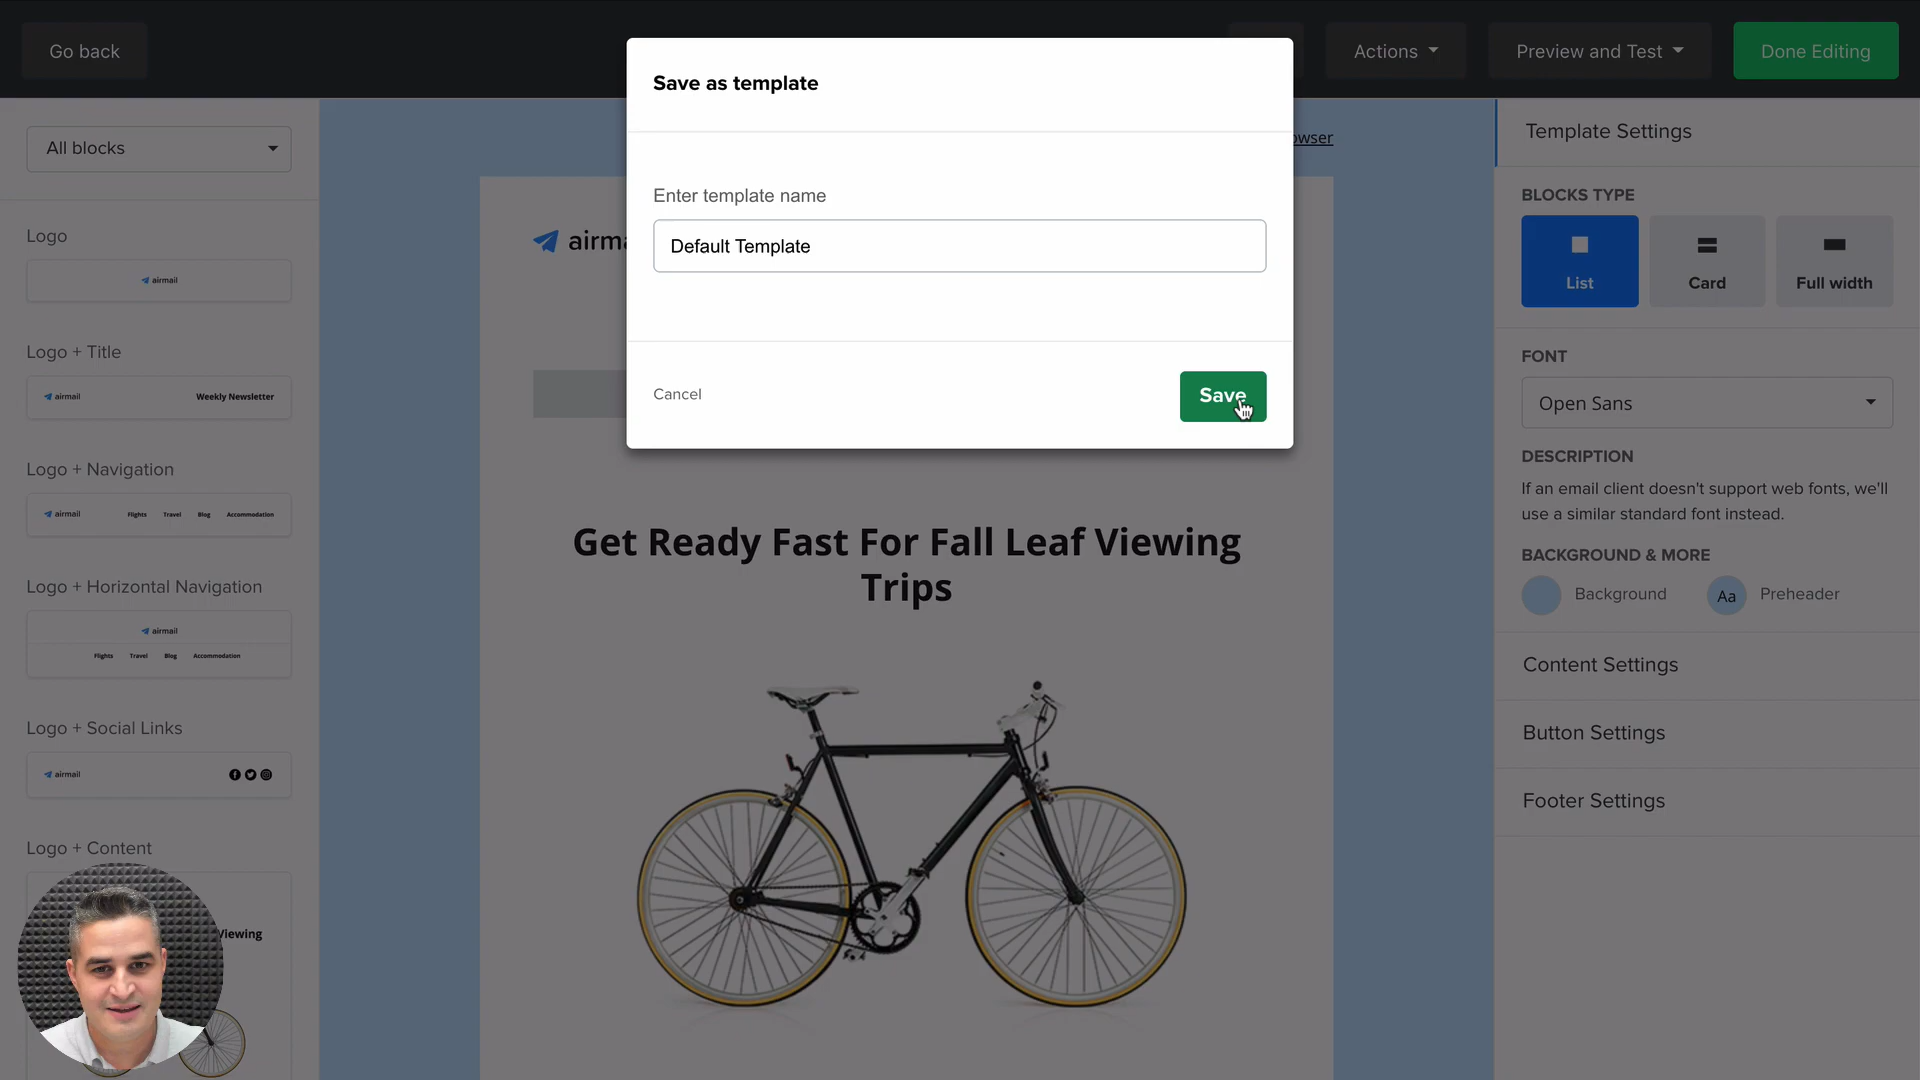 Go back
Actions
Preview and Test
Done Editing
Save as template
Enter template name
Default Template
Cancel
Save
All blocks
Logo
airmail
Logo + Title
airmail Weekly Newsletter
Logo + Navigation
airmail Flights Travel Blog Accommodation
Logo + Horizontal Navigation
airmail
Flights Travel Blog Accommodation
Logo + Social Links
airmail
Logo + Content
Viewing
owser
airma
Get Ready Fast For Fall Leaf Viewing
Trips
Template Settings
BLOCKS TYPE
List
Card
Full width
FONT
Open Sans
DESCRIPTION
If an email client doesn't support web fonts, we'll
use a similar standard font instead.
BACKGROUND & MORE
Background
Aa Preheader
Content Settings
Button Settings
Footer Settings